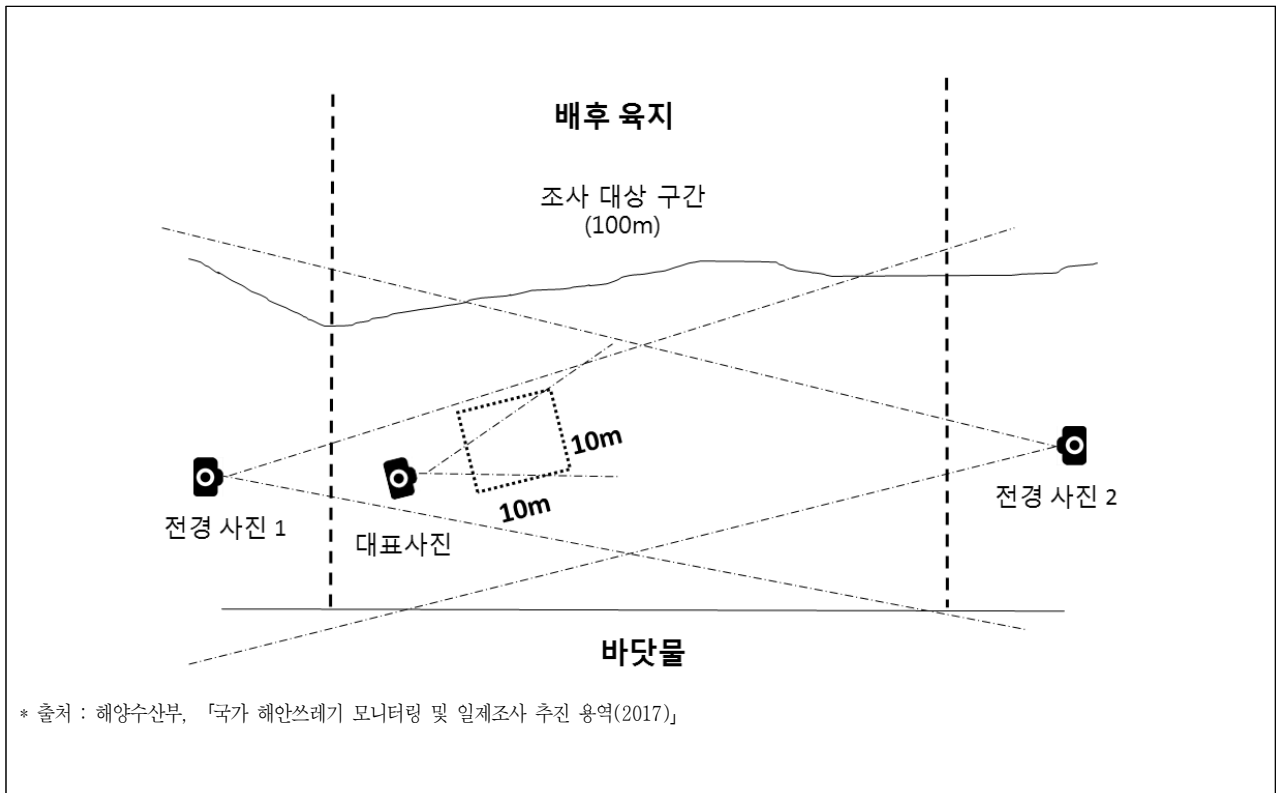 배후 육지
조사 대상 구간
(100m)
10m
10m
전경 사진 1
대표사진
전경 사진 2
바닷물
* 출처 : 해양수산부, 「국가 해안쓰레기 모니터링 및 일제조사 추진 용역(2017)」